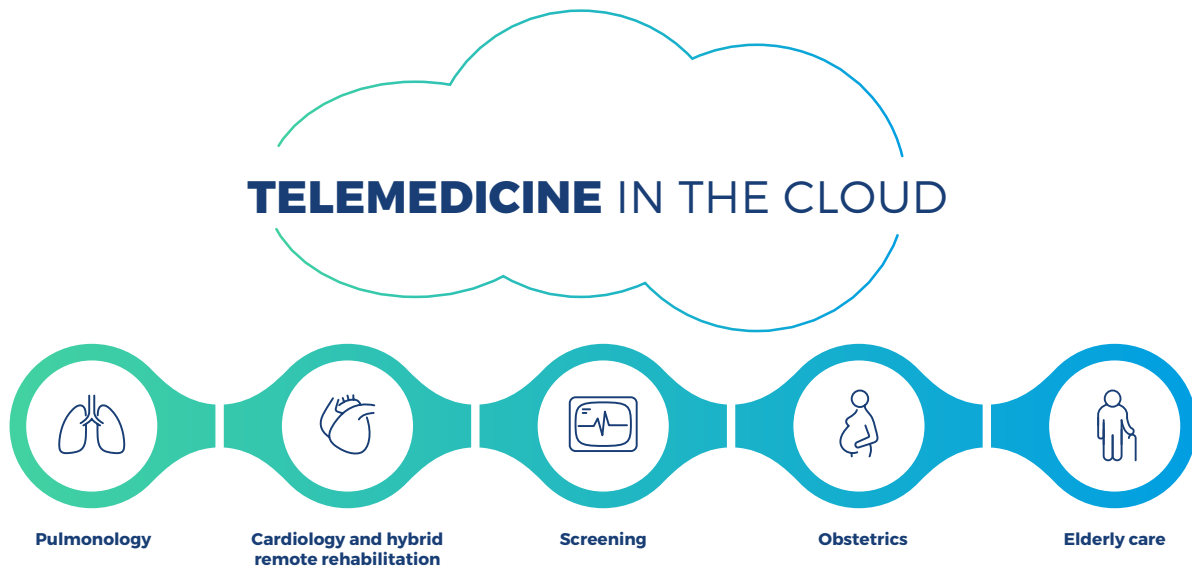 TELEMEDICINE IN THE CLOUD
Pulmonology
Cardiology and hybrid
remote rehabilitation
Screening
Obstetrics
Elderly care